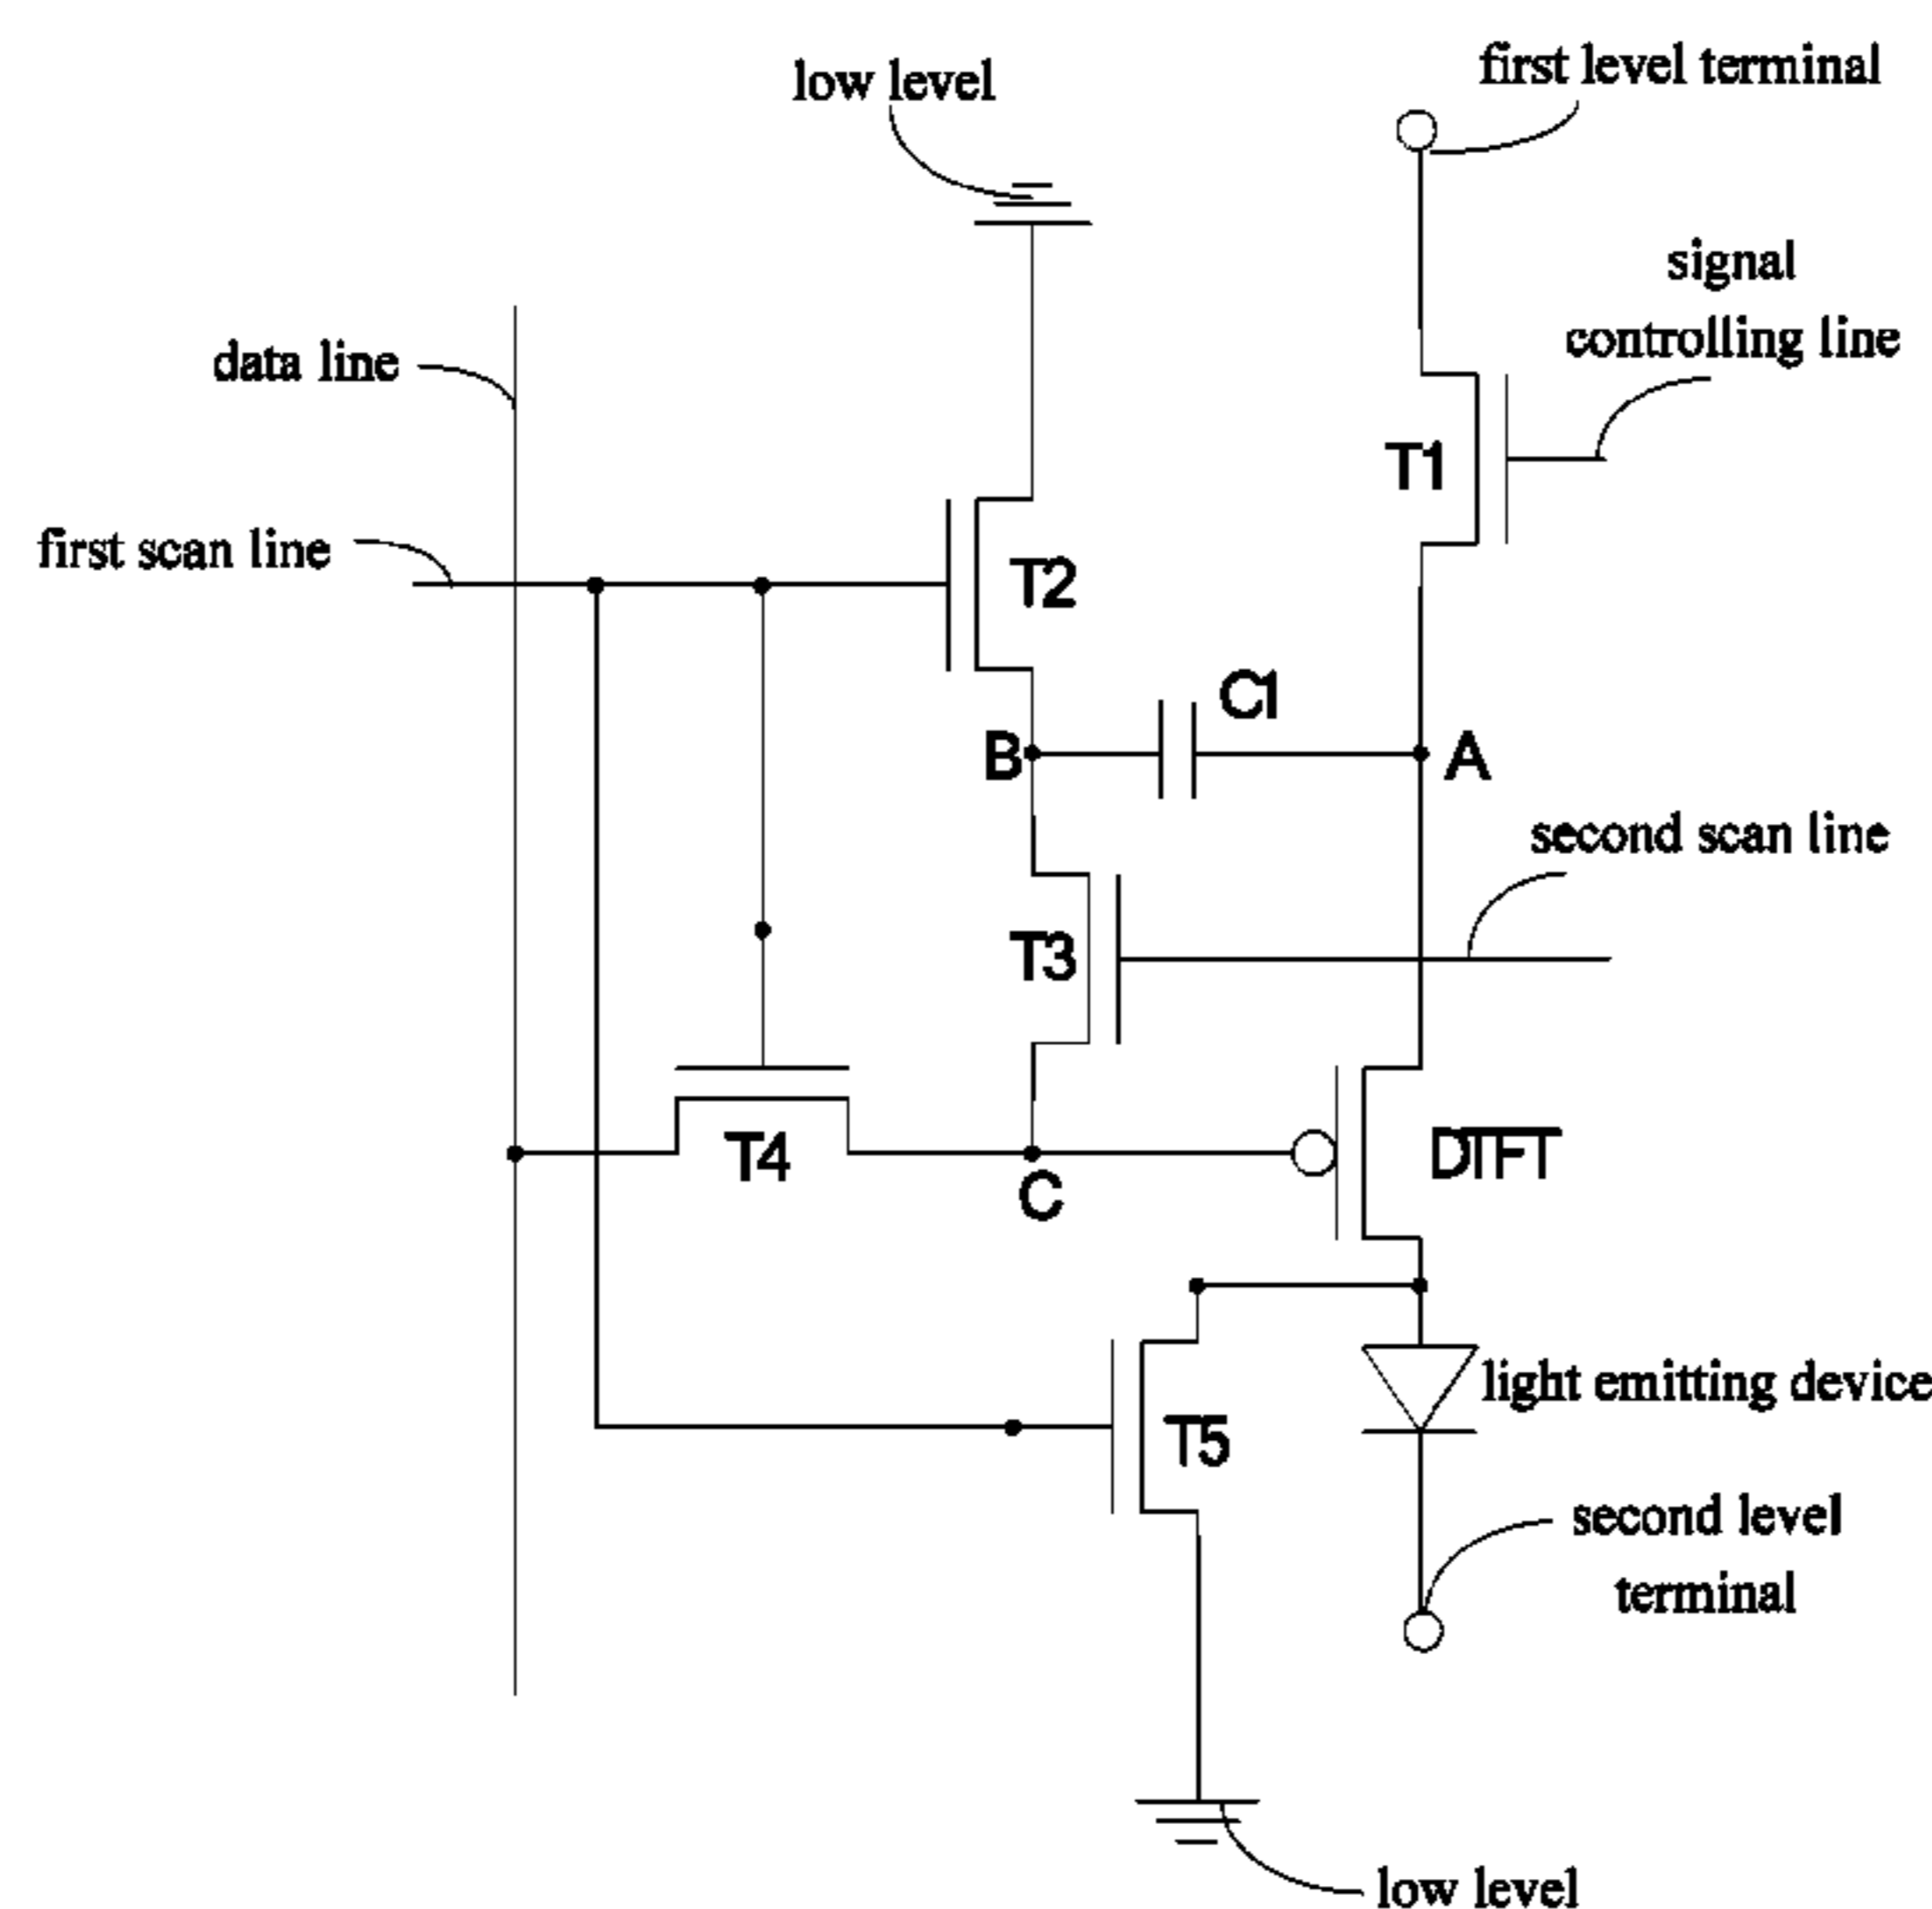 low level
first level terminal
signal
controlling line
data line
first scan line
T1
T2
C1
B
A
second scan line
T3
T4
C
DTFT
light emitting device
T5
second level
terminal
low level